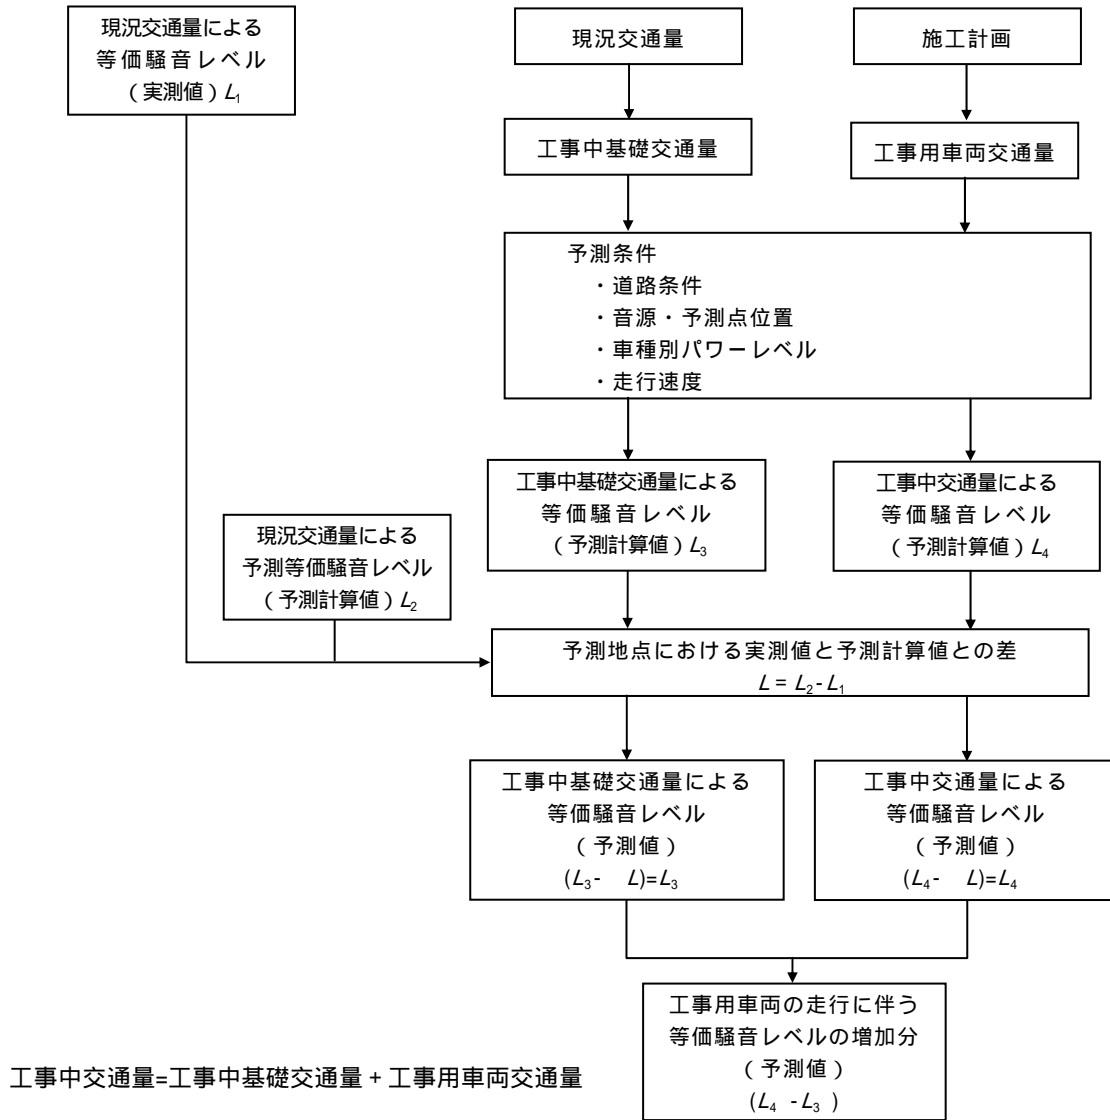 現況交通量による
等価騒音レベル
(実測値)L1
現況交通量
施工計画
工事中基礎交通量
工事用車両交通量
予測条件
・道路条件
・音源・予測点位置
・車種別パワーレベル
・走行速度
工事中基礎交通量による
等価騒音レベル
(予測計算値)L3
工事中交通量による
等価騒音レベル
(予測計算値)L4
現況交通量による
予測等価騒音レベル
(予測計算値)L2
予測地点における実測値と予測計算値との差
L = L2 - L1
工事中基礎交通量による
等価騒音レベル
(予測値)
(L3 - L)=L3
工事中交通量による
等価騒音レベル
(予測値)
(L4 - L)=L4
工事用車両の走行に伴う
等価騒音レベルの増加分
(予測値)
(L4 - L3 )
工事中交通量=工事中基礎交通量 + 工事用車両交通量